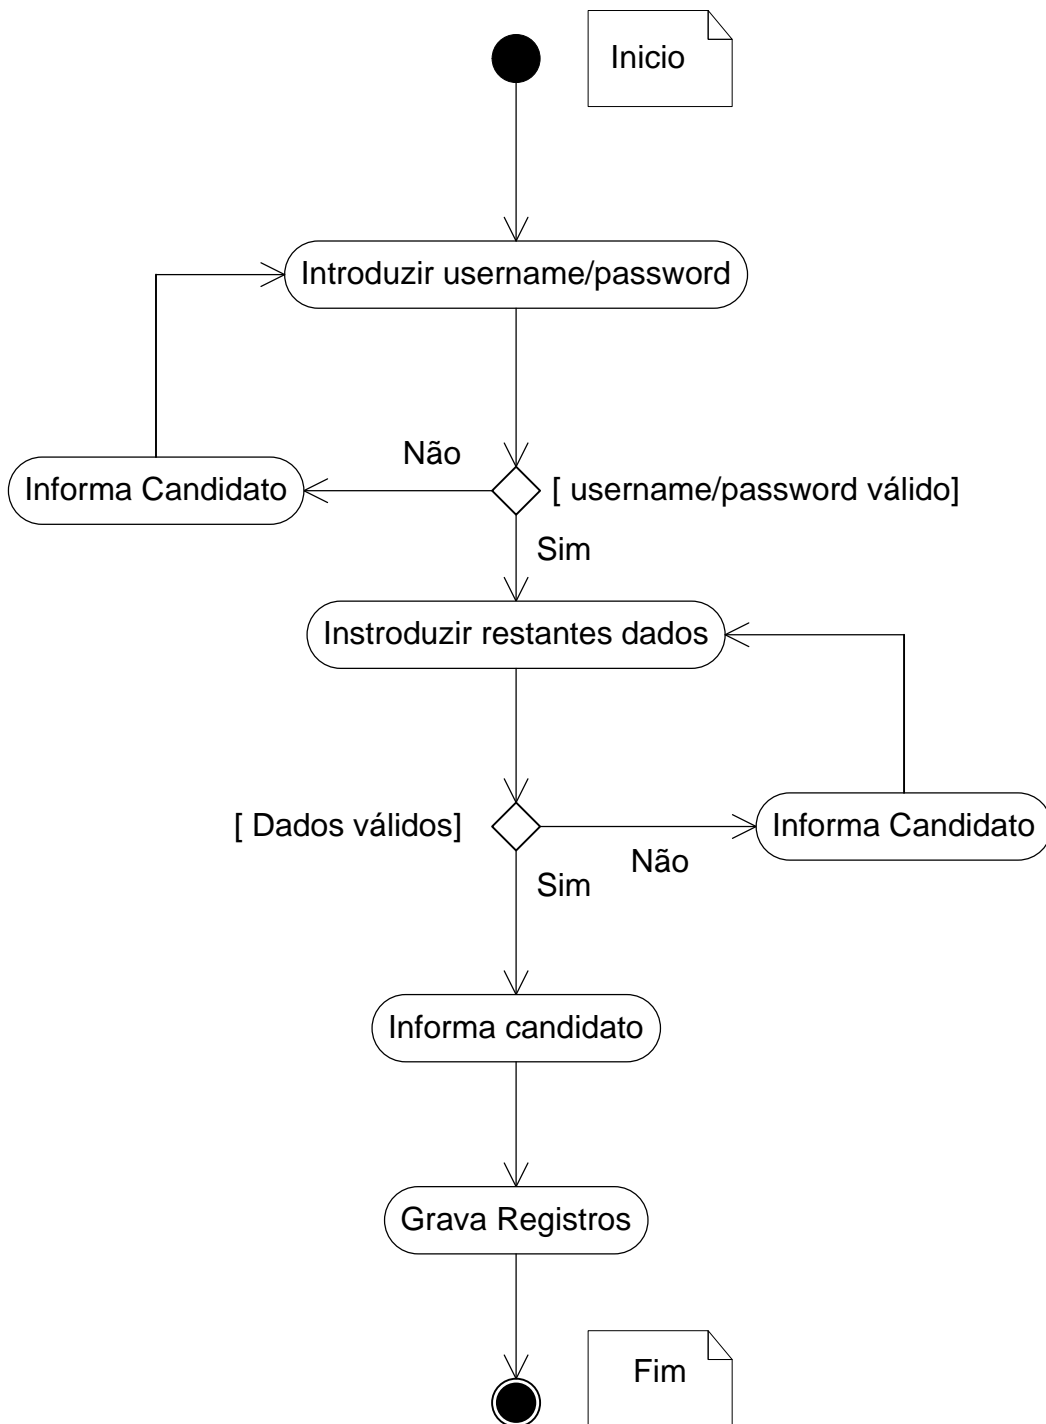 Inicio
Introduzir username/password
Não
Informa Candidato
[ username/password válido]
Sim
Instroduzir restantes dados
[ Dados válidos]
Informa Candidato
Não
Sim
Informa candidato
Grava Registros
Fim